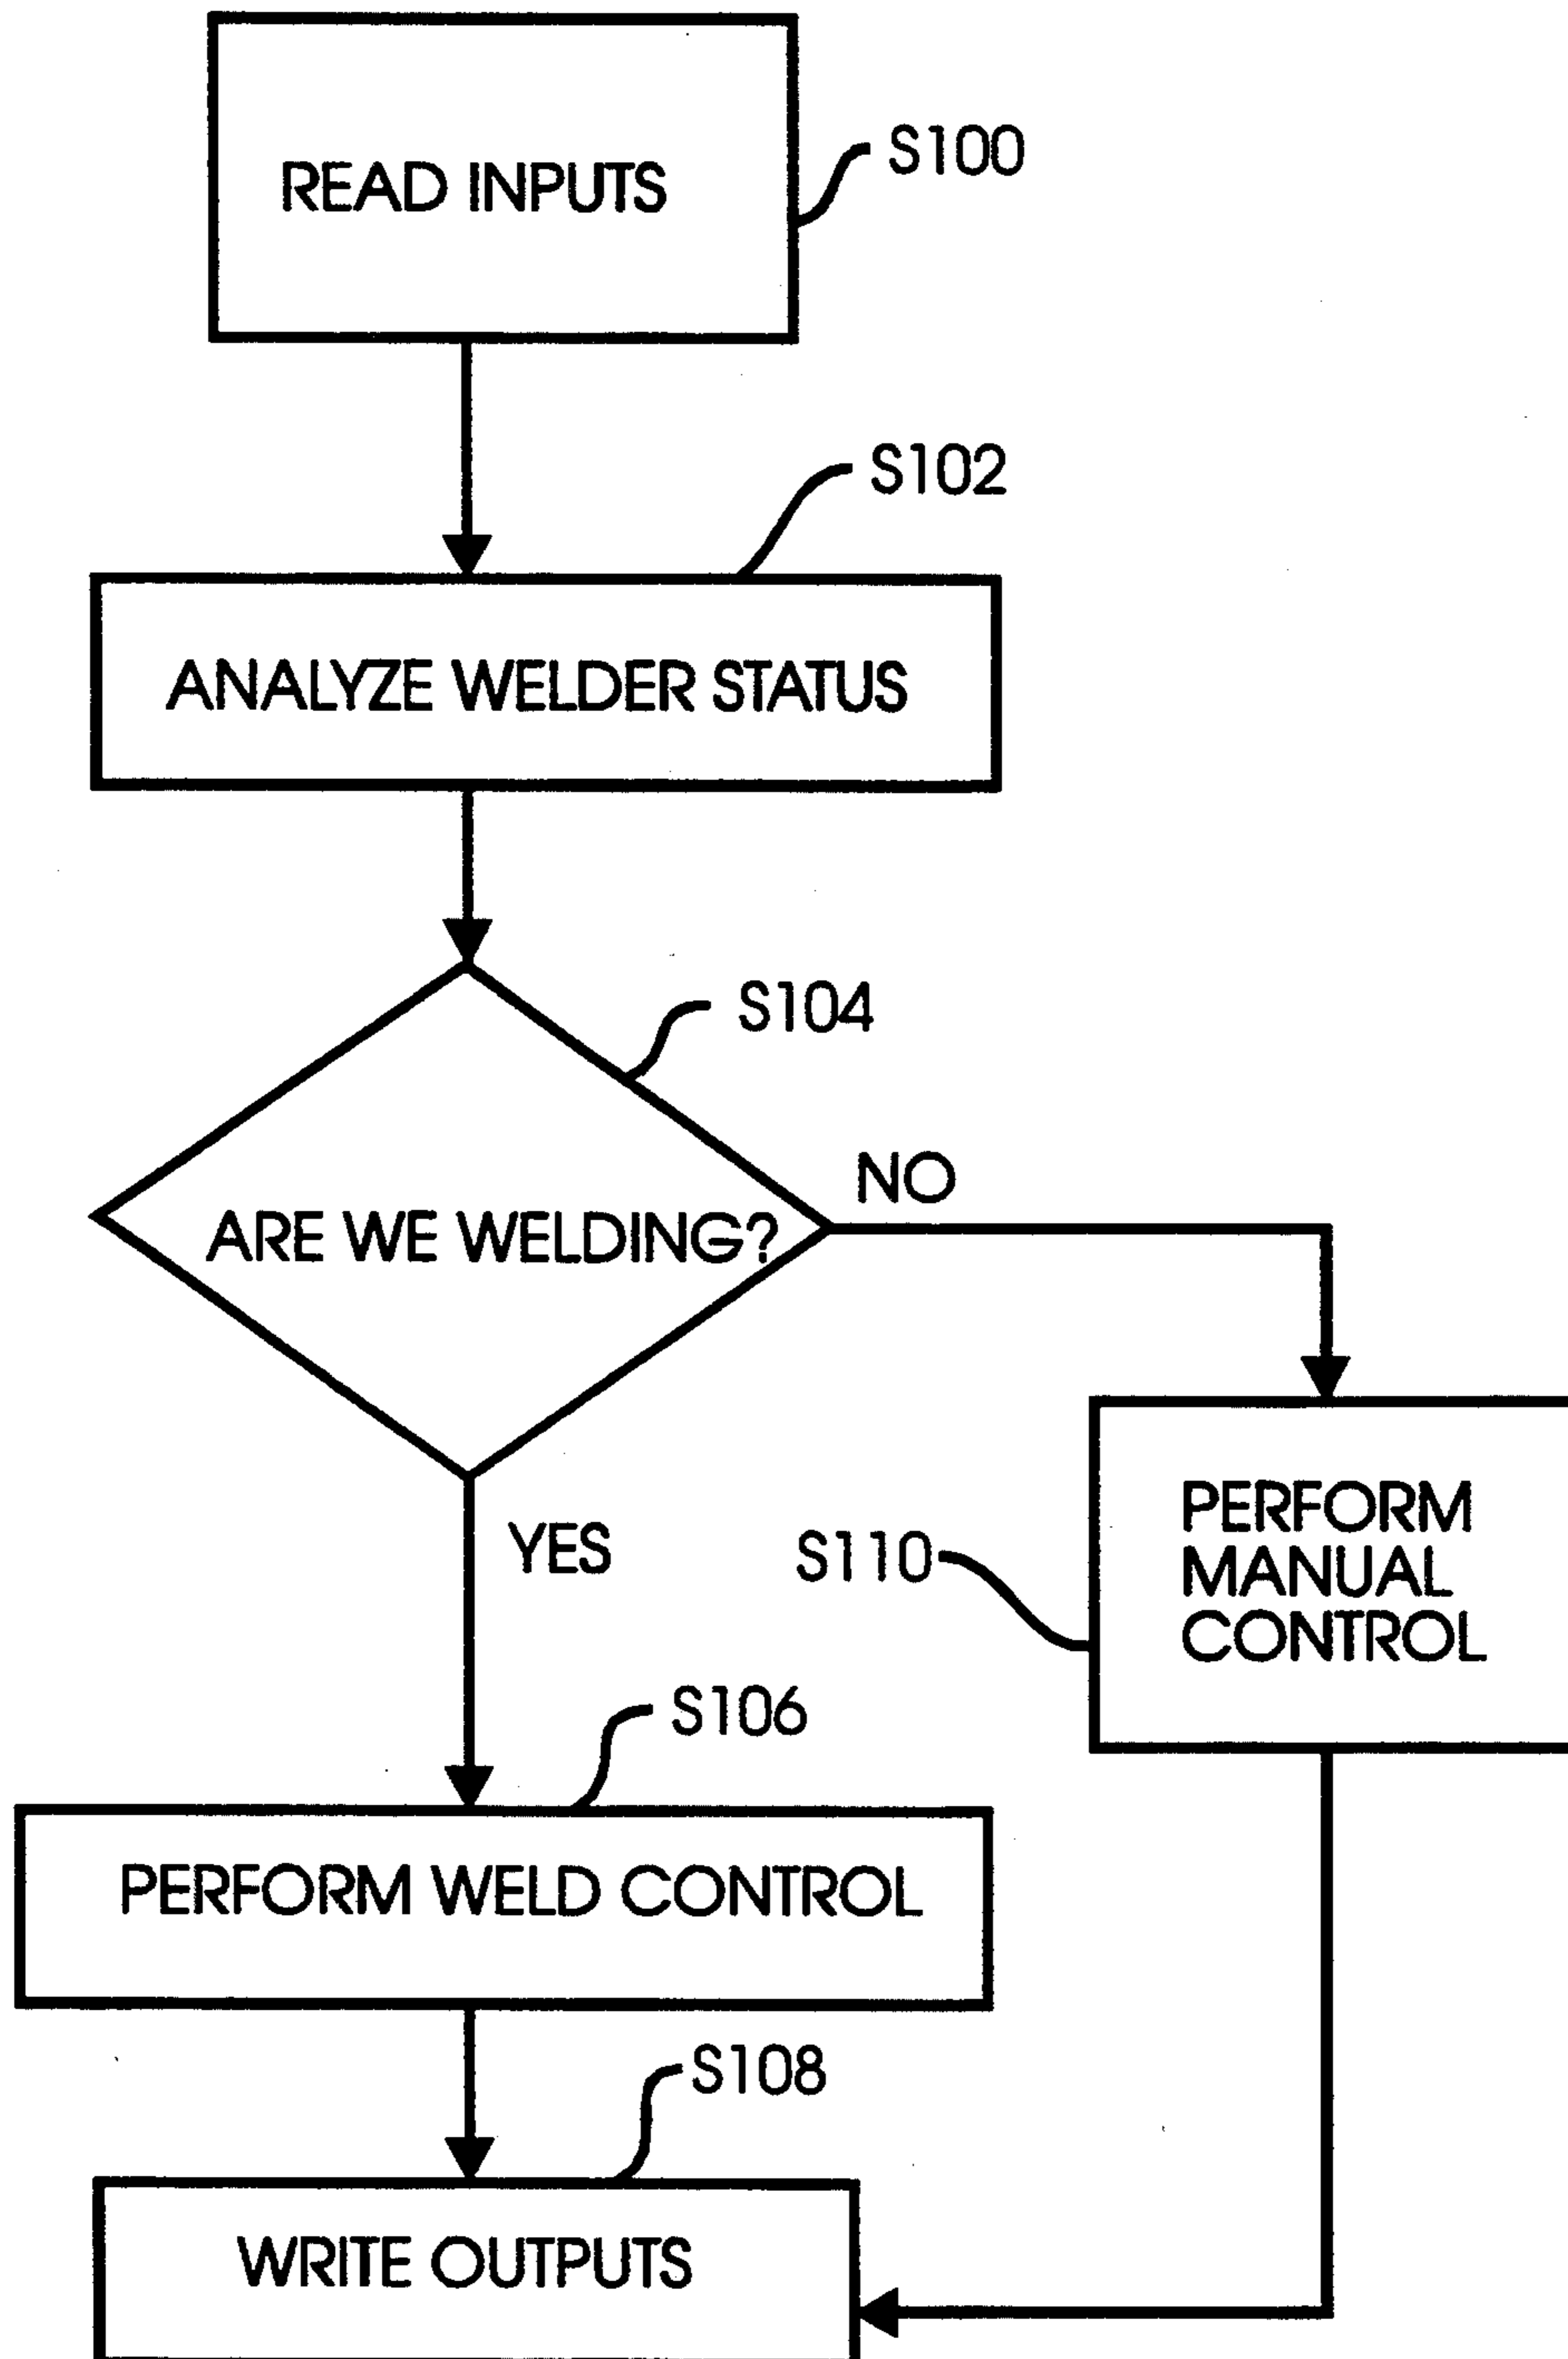 READ INPUTS
S100
S102
ANALYZE WELDER STATUS
S104
NO
ARE WE WELDING?
PERFORM
MANUAL
CONTROL
YES
S110
S106
PERFORM WELD CONTROL
S108
WRITE OUTPUTS